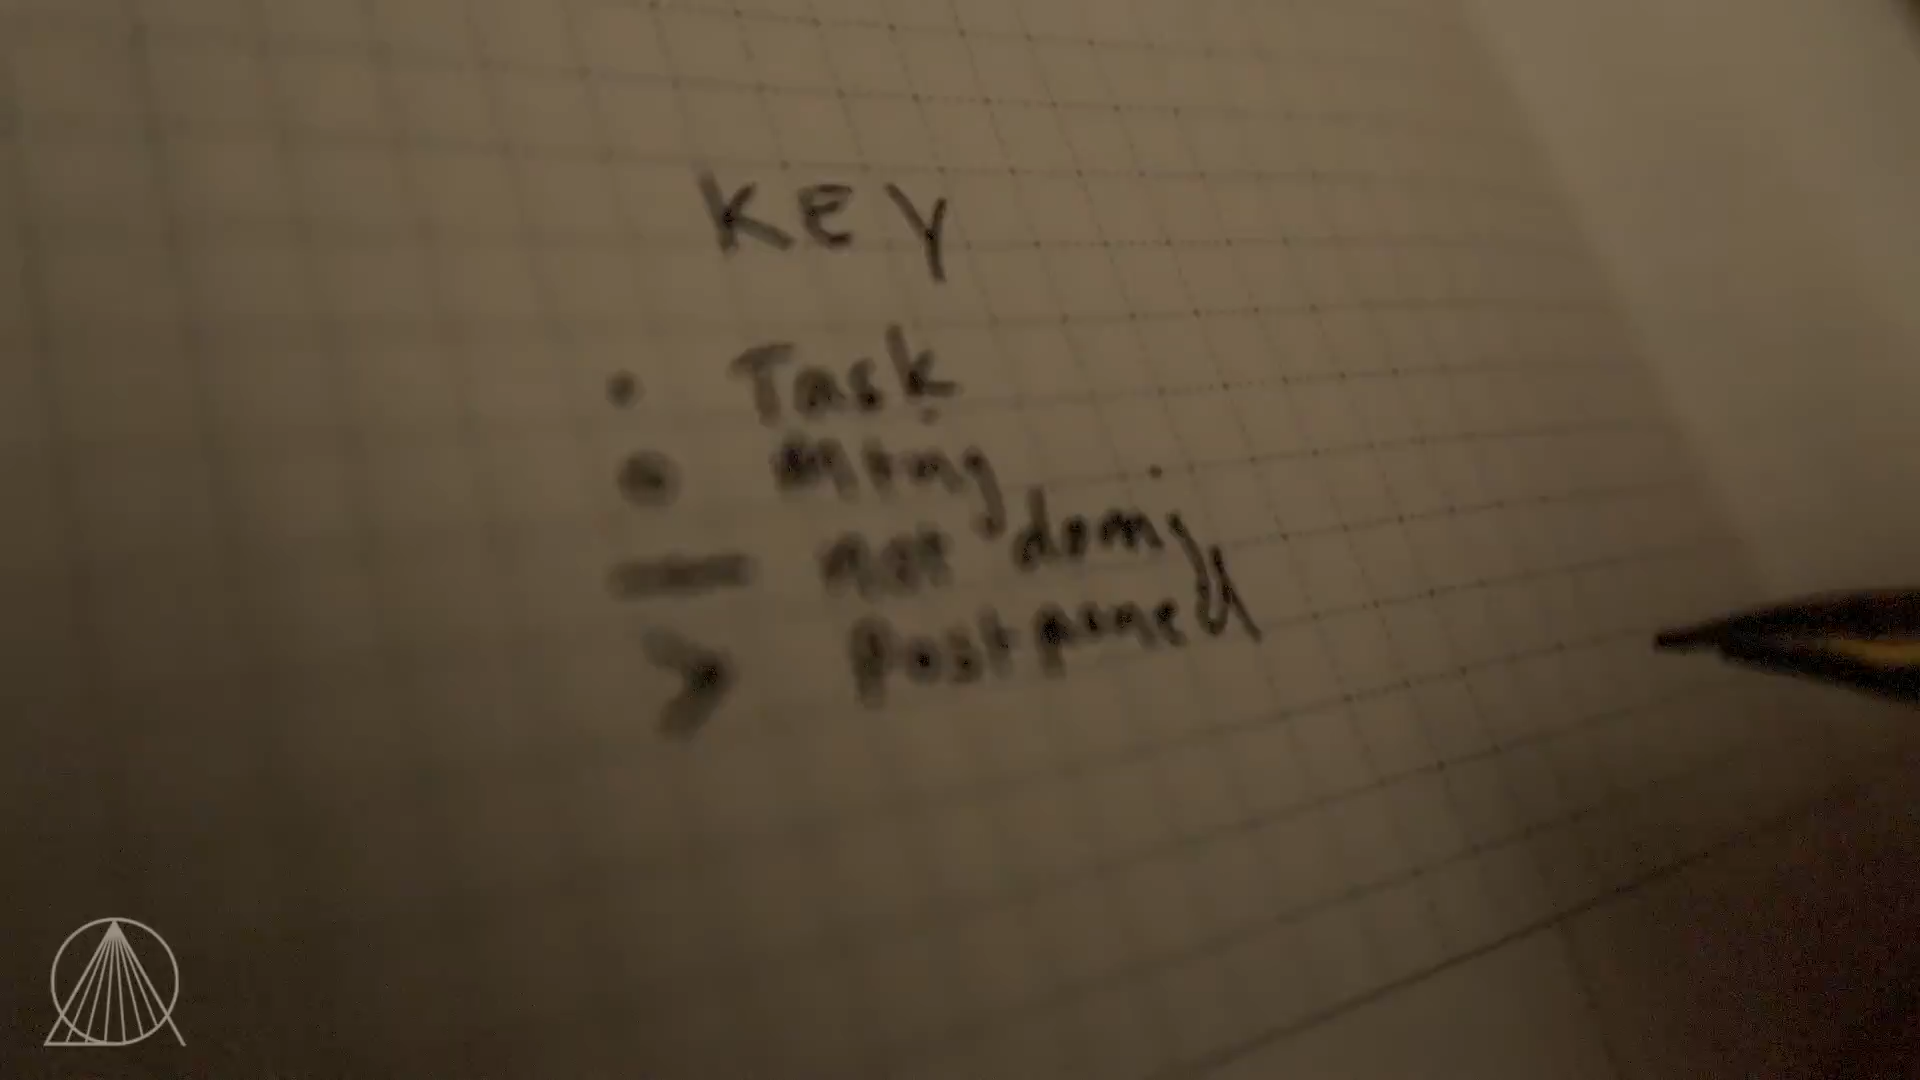 KEY
• Task
● Mtng
— not doing
> Postponed